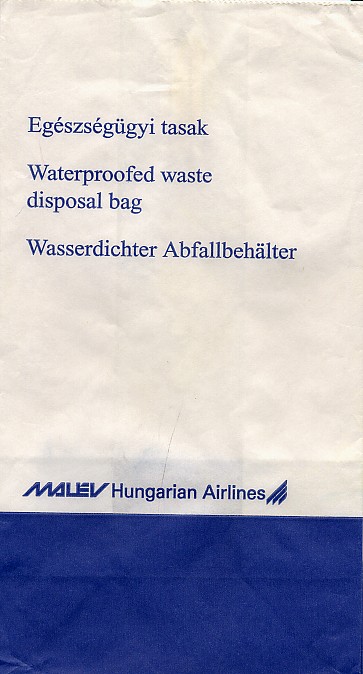 Egészségügyi tasak
Waterproofed waste
disposal bag
Wasserdichter Abfallbehälter
MALEV Hungarian Airlines